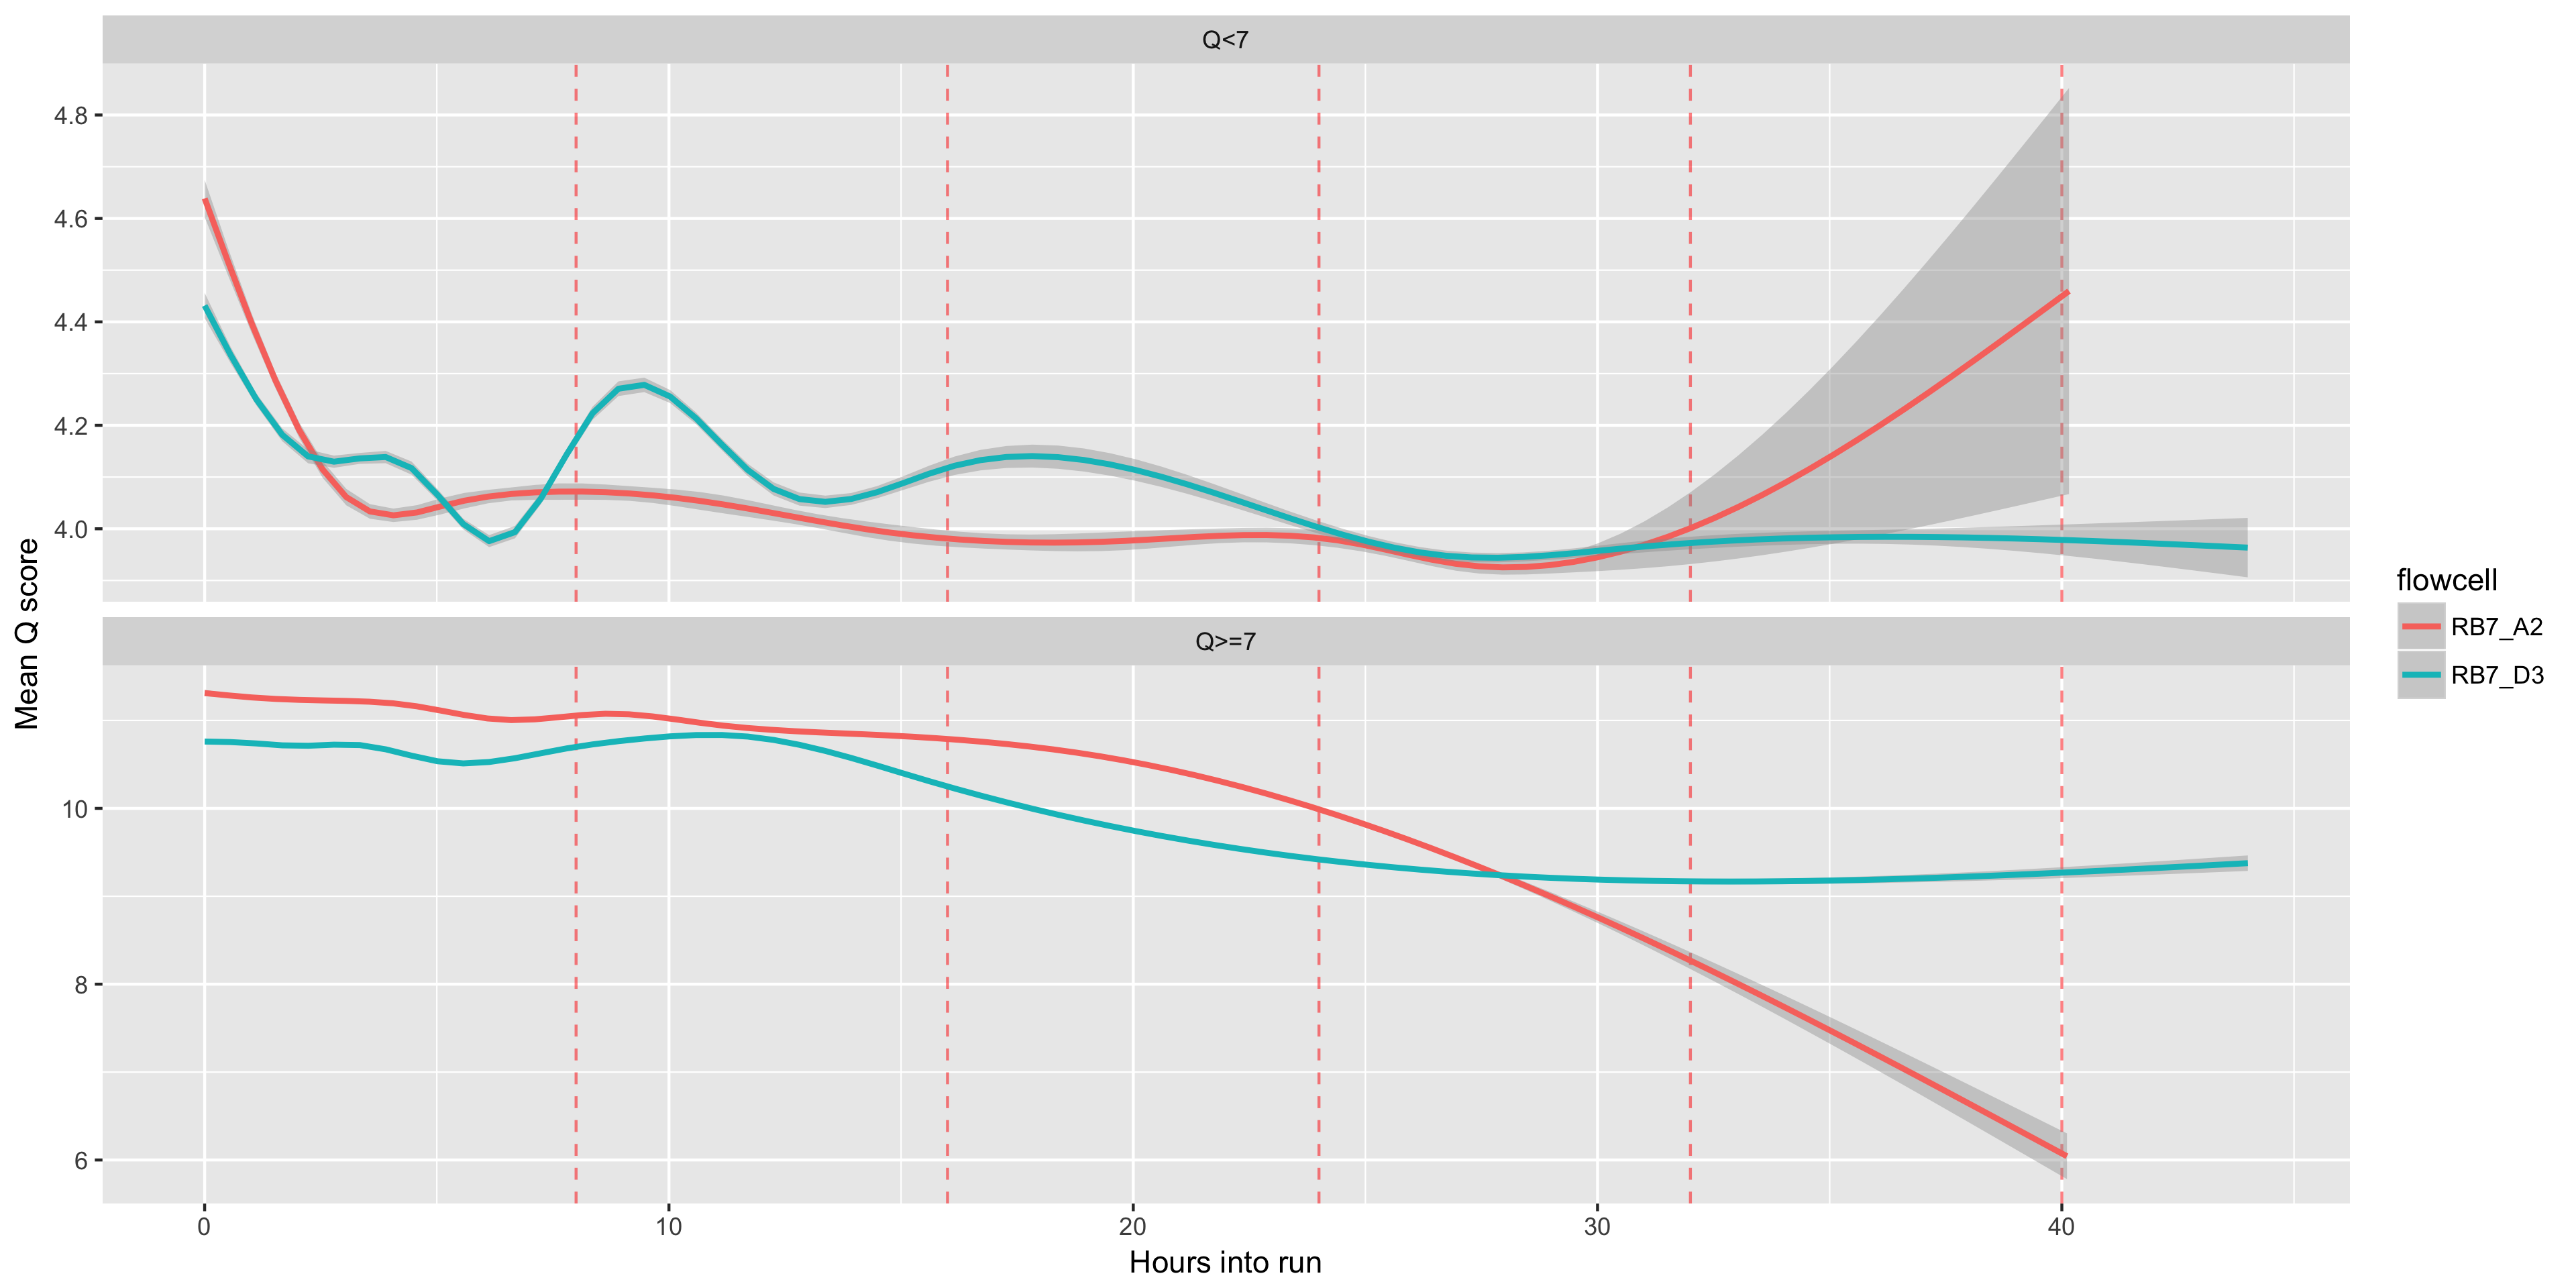 Q<7
4.8
4.6
4.4
4.2
4.0
Q>=7
10
8
6
0 10 20 30 40
Hours into run
Mean Q score
flowcell
RB7_A2
RB7_D3